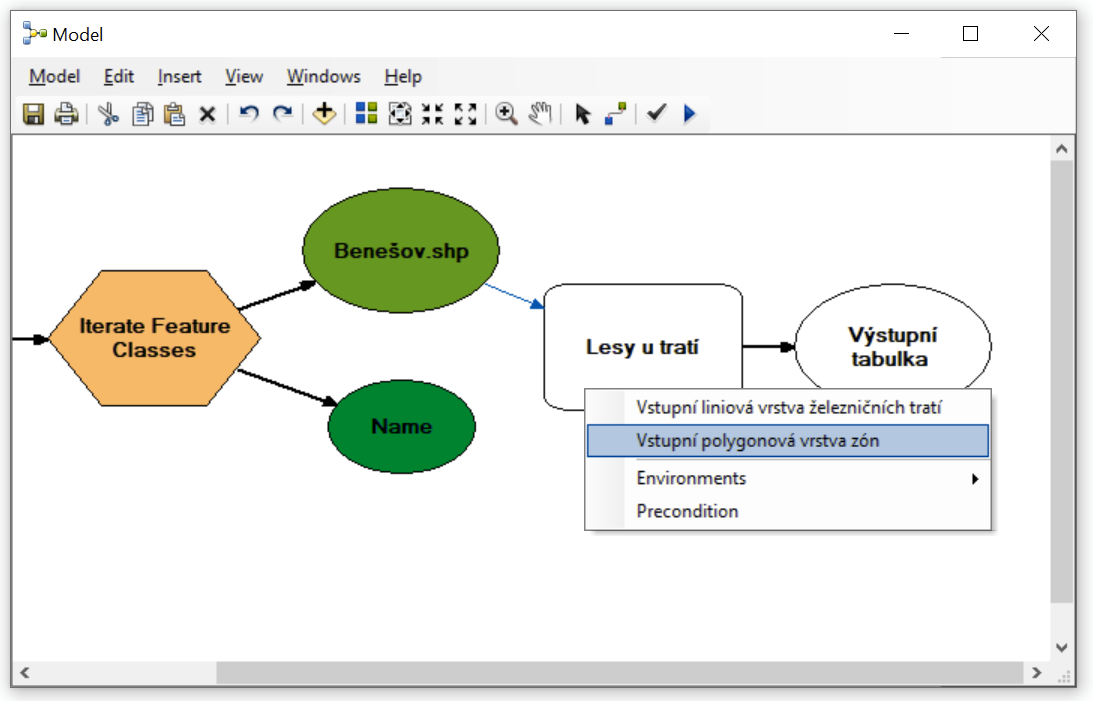 Model
Model Edit Insert View Windows Help
Benešov.shp
Iterate Feature
Classes
Name
Lesy u tratí
Výstupní
tabulka
Vstupní liniová vrstva železničních tratí
Vstupní polygonová vrstva zón
Environments
Precondition